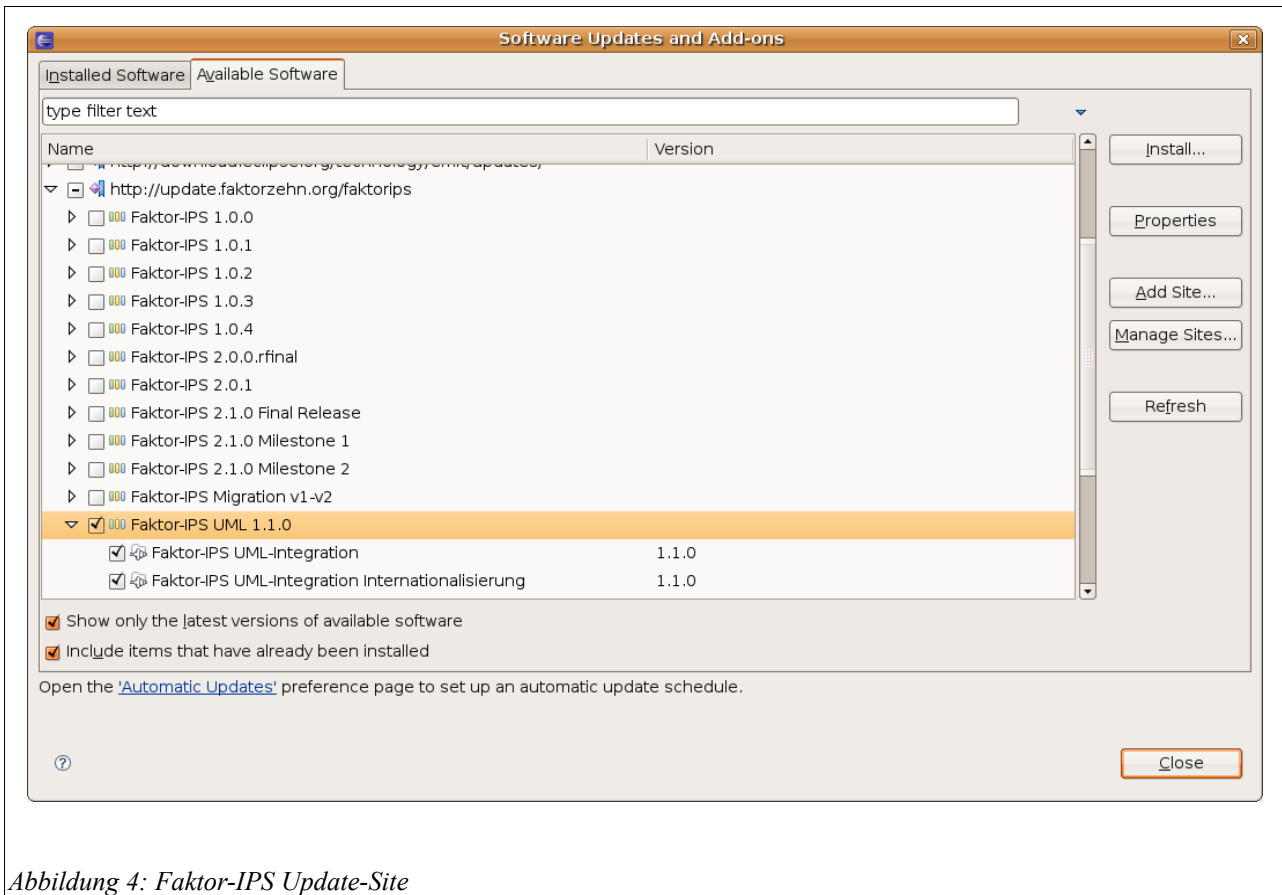 Software Updates and Add-ons
Installed Software
Available Software
type filter text
Name
Version
Install...
http://download.eclipse.org/technology/emft/updates/
http://update.faktorzehn.org/faktorips
Faktor-IPS 1.0.0
Properties
Faktor-IPS 1.0.1
Faktor-IPS 1.0.2
Faktor-IPS 1.0.3
Add Site...
Faktor-IPS 1.0.4
Manage Sites...
Faktor-IPS 2.0.0.rfinal
Faktor-IPS 2.0.1
Faktor-IPS 2.1.0 Final Release
Refresh
Faktor-IPS 2.1.0 Milestone 1
Faktor-IPS 2.1.0 Milestone 2
Faktor-IPS Migration v1-v2
Faktor-IPS UML 1.1.0
Faktor-IPS UML-Integration 1.1.0
Faktor-IPS UML-Integration Internationalisierung 1.1.0
Show only the latest versions of available software
Include items that have already been installed
Open the 'Automatic Updates' preference page to set up an automatic update schedule.
?
Close
Abbildung 4: Faktor-IPS Update-Site